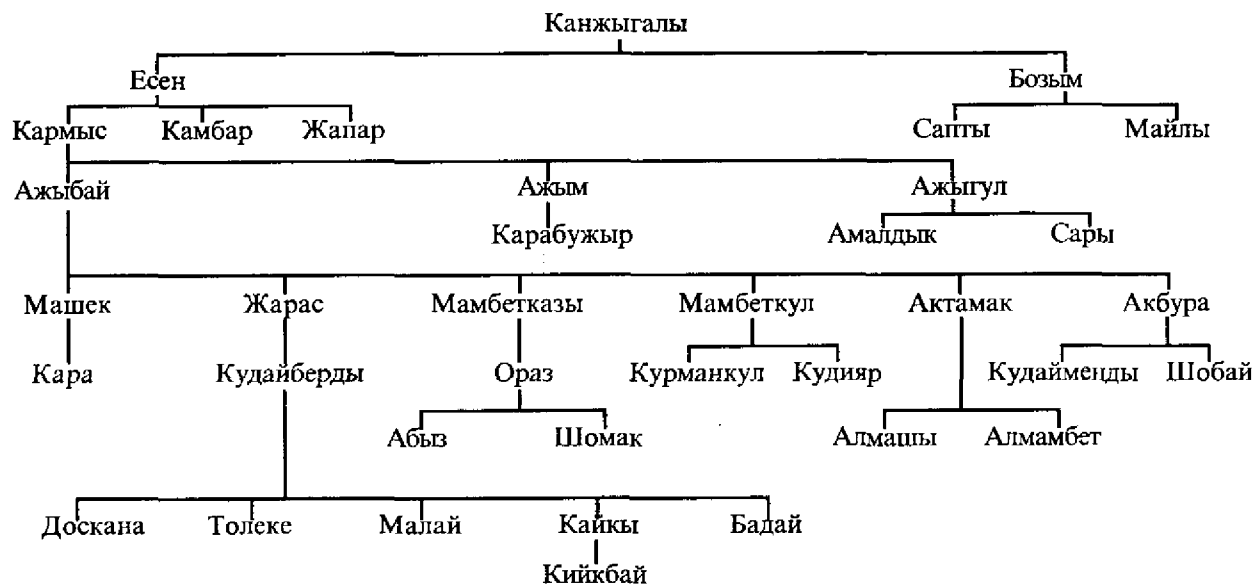 Канжыгалы
Есен Бозым
Кармыс Камбар Жапар Сапты Майлы
Ажыбай Ажым Ажыгул
Карабужыр Амалдык Сары
Машек Жарас Мамбетказы Мамбеткул Актамак Акбура
Кара Кудайберды Ораз Курманкул Кудияр Кудайменды Шобай
Абыз Шомак Алмашы Алмамбет
Доскана Толеке Малай Кайкы Бадай
Кийкбай